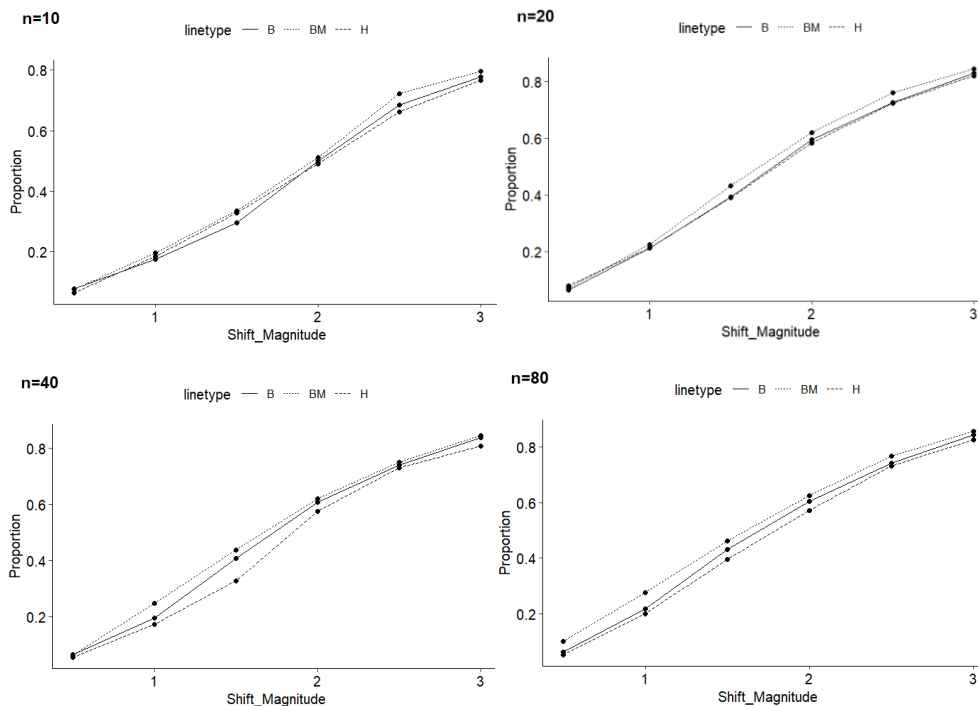 n=10
linetype B BM H
Proportion
0.8
0.6
0.4
0.2
1 2 3
Shift_Magnitude
n=20
linetype B BM H
Proportion
0.8
0.6
0.4
0.2
1 2 3
Shift_Magnitude
n=40
linetype B BM H
Proportion
0.8
0.6
0.4
0.2
1 2 3
Shift_Magnitude
n=80
linetype B BM H
Proportion
0.8
0.6
0.4
0.2
1 2 3
Shift_Magnitude